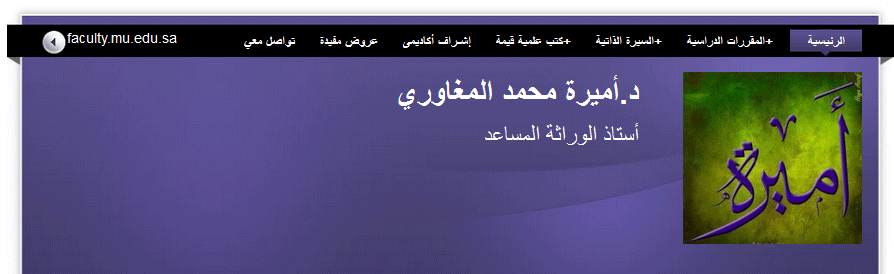 الرئيسية +المقررات الدراسية +السيرة الذاتية +كتب علمية قيمة إشراف أكاديمى عروض مفيدة تواصل معي faculty.mu.edu.sa
د.أميرة محمد المغاوري
أستاذ الوراثة المساعد
أميرة